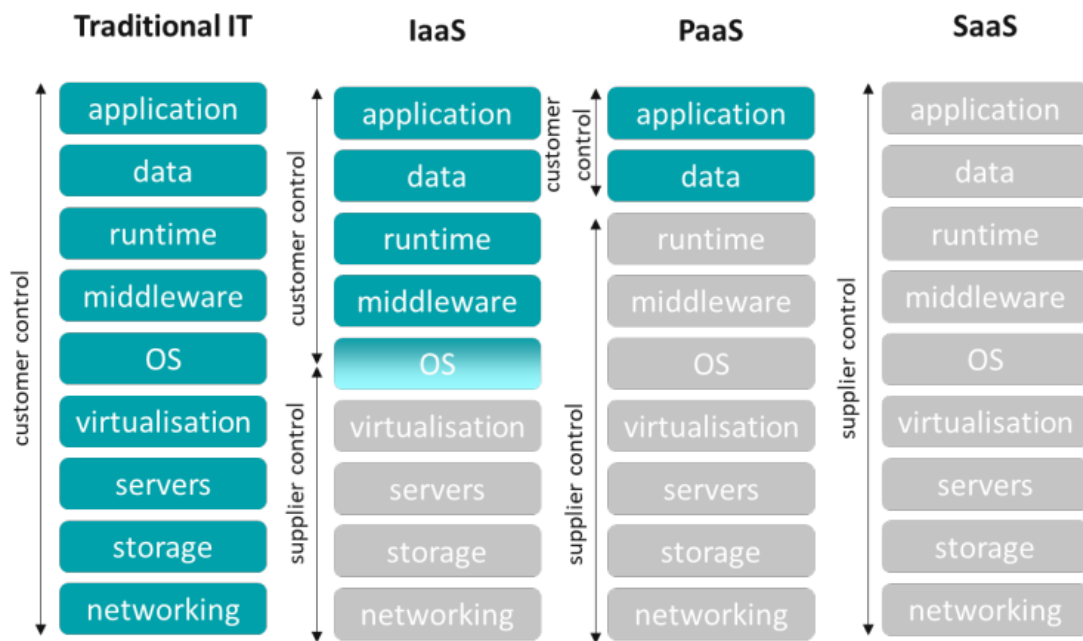 Traditional IT
IaaS
PaaS
SaaS
customer control
application
data
runtime
middleware
OS
virtualisation
servers
storage
networking
customer control
supplier control
application
data
runtime
middleware
OS
virtualisation
servers
storage
networking
customer
control
supplier control
application
data
runtime
middleware
OS
virtualisation
servers
storage
networking
supplier control
application
data
runtime
middleware
OS
virtualisation
servers
storage
networking